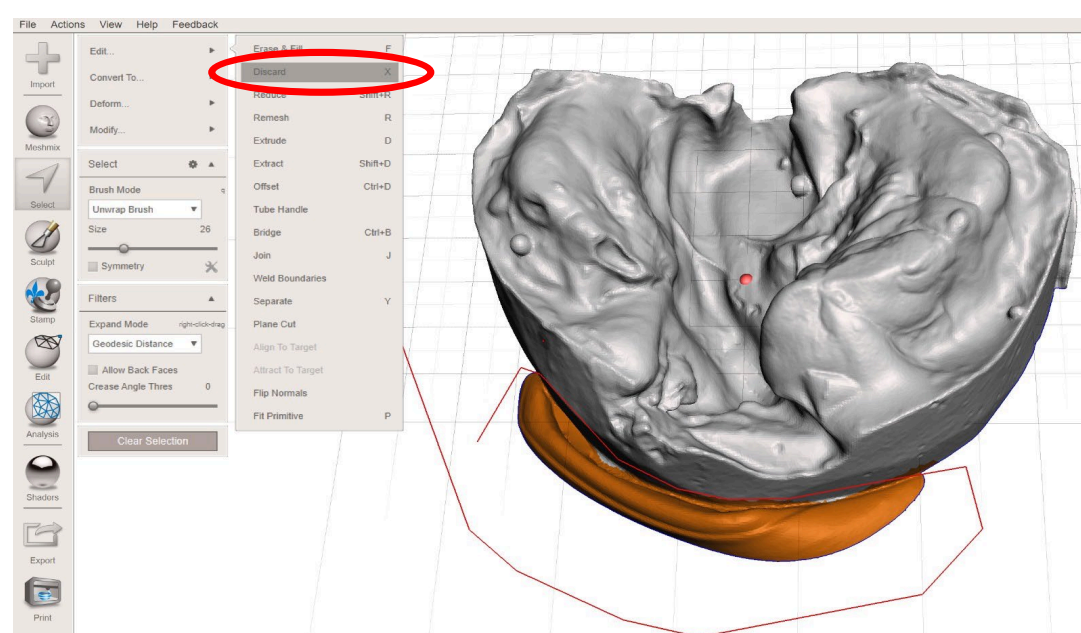 File Actions View Help Feedback
Import
Meshmix
Select
Sculpt
Stamp
Edit
Analysis
Shaders
Export
Print
Edit...
Convert To...
Deform...
Modify...
Select
Brush Mode q
Unwrap Brush
Size 26
Symmetry
Filters
Expand Mode right-click-drag
Geodesic Distance
Allow Back Faces
Crease Angle Thres 0
Clear Selection
Erase & Fill F
Discard X
Reduce Shift+R
Remesh R
Extrude D
Extract Shift+D
Offset Ctrl+D
Tube Handle
Bridge Ctrl+B
Join J
Weld Boundaries
Separate Y
Plane Cut
Align To Target
Attract To Target
Flip Normals
Fit Primitive P